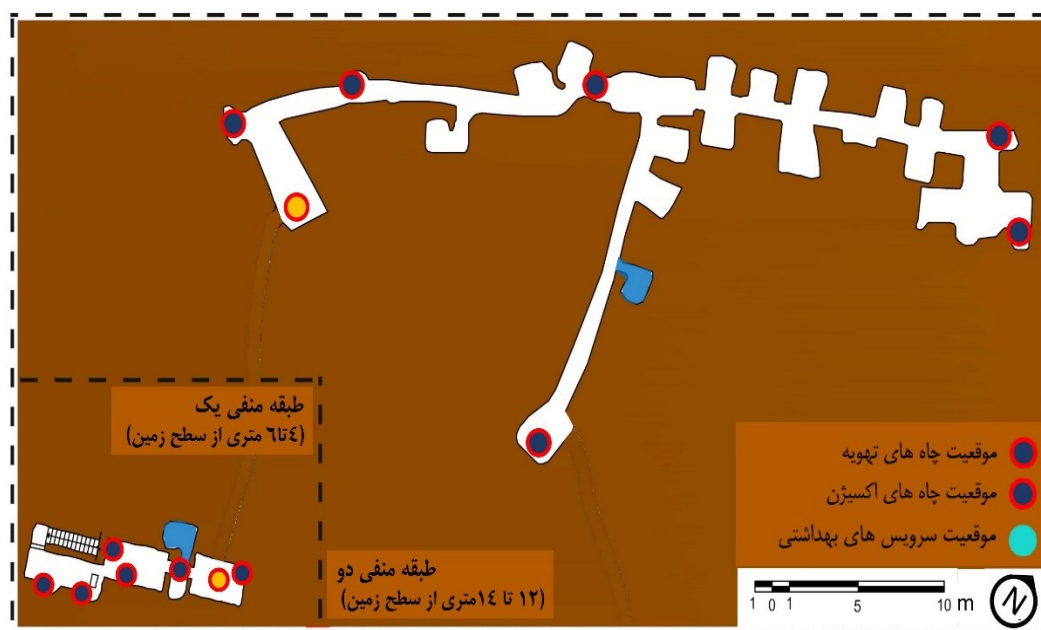 طبقه منفی یک
(٤تا٦ متری از سطح زمین)
طبقه منفی دو
(١٢ تا ١٤متری از سطح زمین)
موقعیت چاه های تهویه
موقعیت چاه های اکسیژن
موقعیت سرویس های بهداشتی
1 0 1 5 10 m